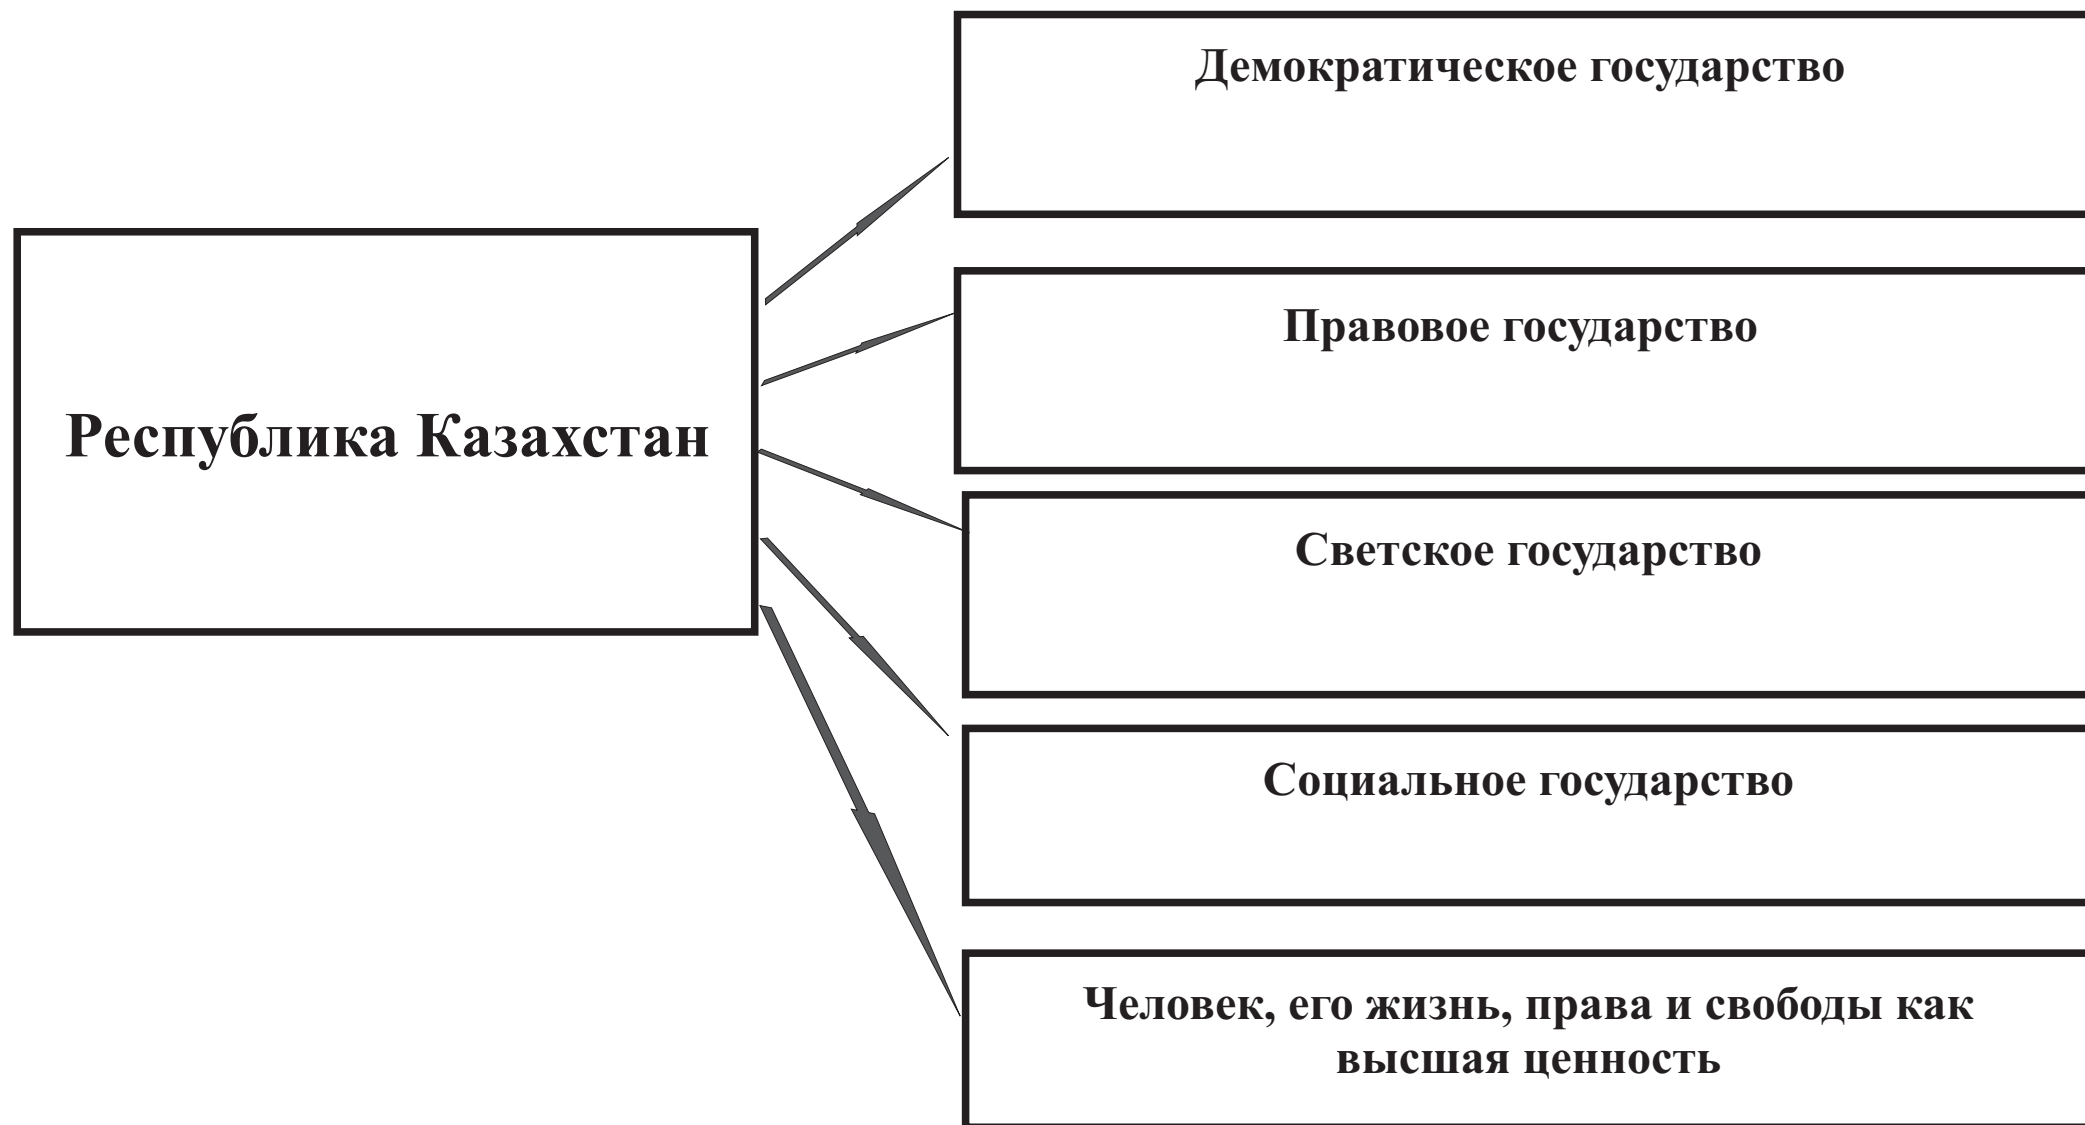 Демократическое государство
Правовое государство
Республика Казахстан
Светское государство
Социальное государство
Человек, его жизнь, права и свободы как
высшая ценность